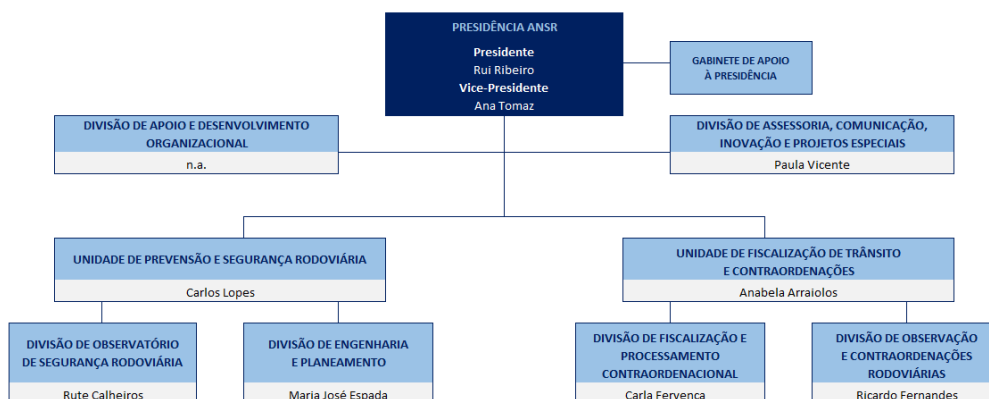 PRESIDÊNCIA ANSR
Presidente
Rui Ribeiro
Vice-Presidente
Ana Tomaz
GABINETE DE APOIO
À PRESIDÊNCIA
DIVISÃO DE APOIO E DESENVOLVIMENTO
ORGANIZACIONAL
n.a.
DIVISÃO DE ASSESSORIA, COMUNICAÇÃO,
INOVAÇÃO E PROJETOS ESPECIAIS
Paula Vicente
UNIDADE DE PREVENSÃO E SEGURANÇA RODOVIÁRIA
Carlos Lopes
UNIDADE DE FISCALIZAÇÃO DE TRÂNSITO
E CONTRAORDENAÇÕES
Anabela Arraiolos
DIVISÃO DE OBSERVATÓRIO
DE SEGURANÇA RODOVIÁRIA
Rute Calheiros
DIVISÃO DE ENGENHARIA
E PLANEAMENTO
Maria José Espada
DIVISÃO DE FISCALIZAÇÃO E
PROCESSAMENTO
CONTRAORDENACIONAL
Carla Fervença
DIVISÃO DE OBSERVAÇÃO
E CONTRAORDENAÇÕES
RODOVIÁRIAS
Ricardo Fernandes